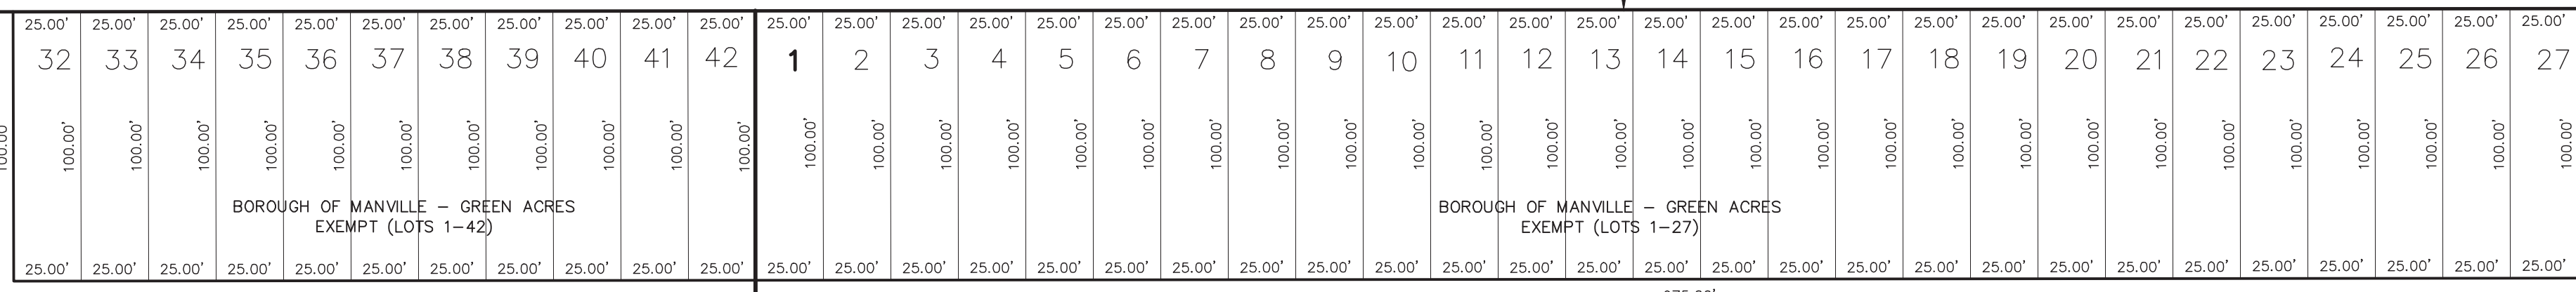 25.00' 25.00' 25.00' 25.00' 25.00' 25.00' 25.00' 25.00' 25.00' 25.00' 25.00' 25.00' 25.00' 25.00' 25.00' 25.00' 25.00' 25.00' 25.00' 25.00' 25.00' 25.00' 25.00' 25.00' 25.00' 25.00' 25.00' 25.00' 25.00' 25.00' 25.00' 25.00' 25.00' 25.00' 25.00' 25.00' 25.00' 25.00'
32 33 34 35 36 37 38 39 40 41 42 1 2 3 4 5 6 7 8 9 10 11 12 13 14 15 16 17 18 19 20 21 22 23 24 25 26 27
100.00' 100.00' 100.00' 100.00' 100.00' 100.00' 100.00' 100.00' 100.00' 100.00' 100.00' 100.00' 100.00' 100.00' 100.00' 100.00' 100.00' 100.00' 100.00' 100.00' 100.00' 100.00' 100.00' 100.00' 100.00' 100.00' 100.00' 100.00' 100.00' 100.00' 100.00' 100.00' 100.00' 100.00' 100.00' 100.00' 100.00' 100.00' 100.00'
BOROUGH OF MANVILLE – GREEN ACRES
EXEMPT (LOTS 1–42)
BOROUGH OF MANVILLE – GREEN ACRES
EXEMPT (LOTS 1–27)
25.00' 25.00' 25.00' 25.00' 25.00' 25.00' 25.00' 25.00' 25.00' 25.00' 25.00' 25.00' 25.00' 25.00' 25.00' 25.00' 25.00' 25.00' 25.00' 25.00' 25.00' 25.00' 25.00' 25.00' 25.00' 25.00' 25.00' 25.00' 25.00' 25.00' 25.00' 25.00' 25.00' 25.00' 25.00' 25.00' 25.00' 25.00'